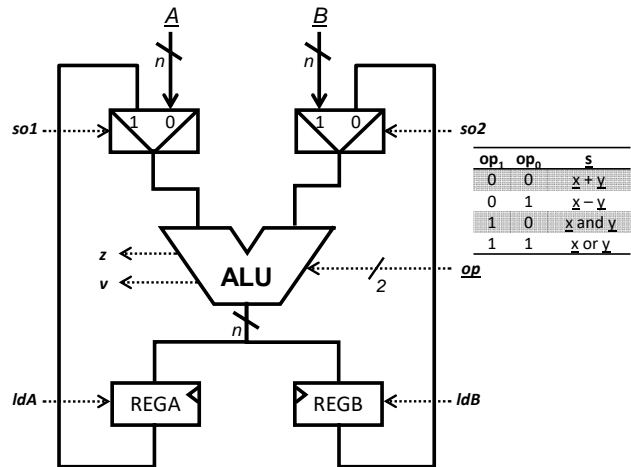 A B
n n
1 0 1 0
so1 so2
op1 op0 s
0 0 x + y
0 1 x – y
1 0 x and y
1 1 x or y
z
v
ALU
2
op
n
ldA REGA REGB ldB